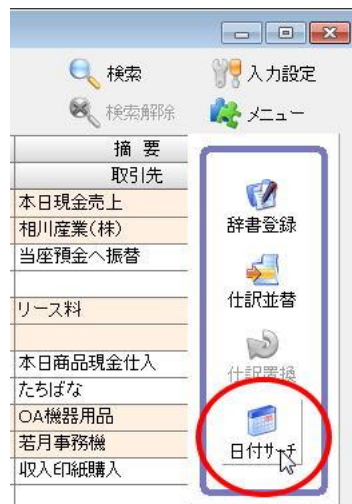 検索
入力設定
検索解除
メニュー
摘 要
取引先
本日現金売上
相川産業(株)
当座預金へ振替
リース料
本日商品現金仕入
たちばな
OA機器用品
若月事務機
収入印紙購入
辞書登録
仕訳並替
仕訳置換
日付サーチ